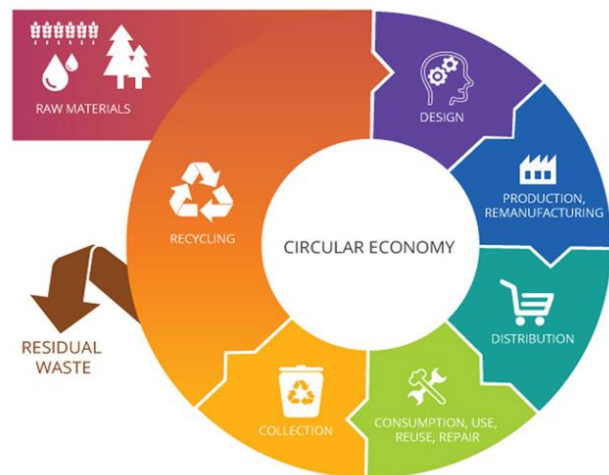 RAW MATERIALS
DESIGN
PRODUCTION,
REMANUFACTURING
RECYCLING
CIRCULAR ECONOMY
DISTRIBUTION
RESIDUAL
WASTE
CONSUMPTION, USE,
REUSE, REPAIR
COLLECTION